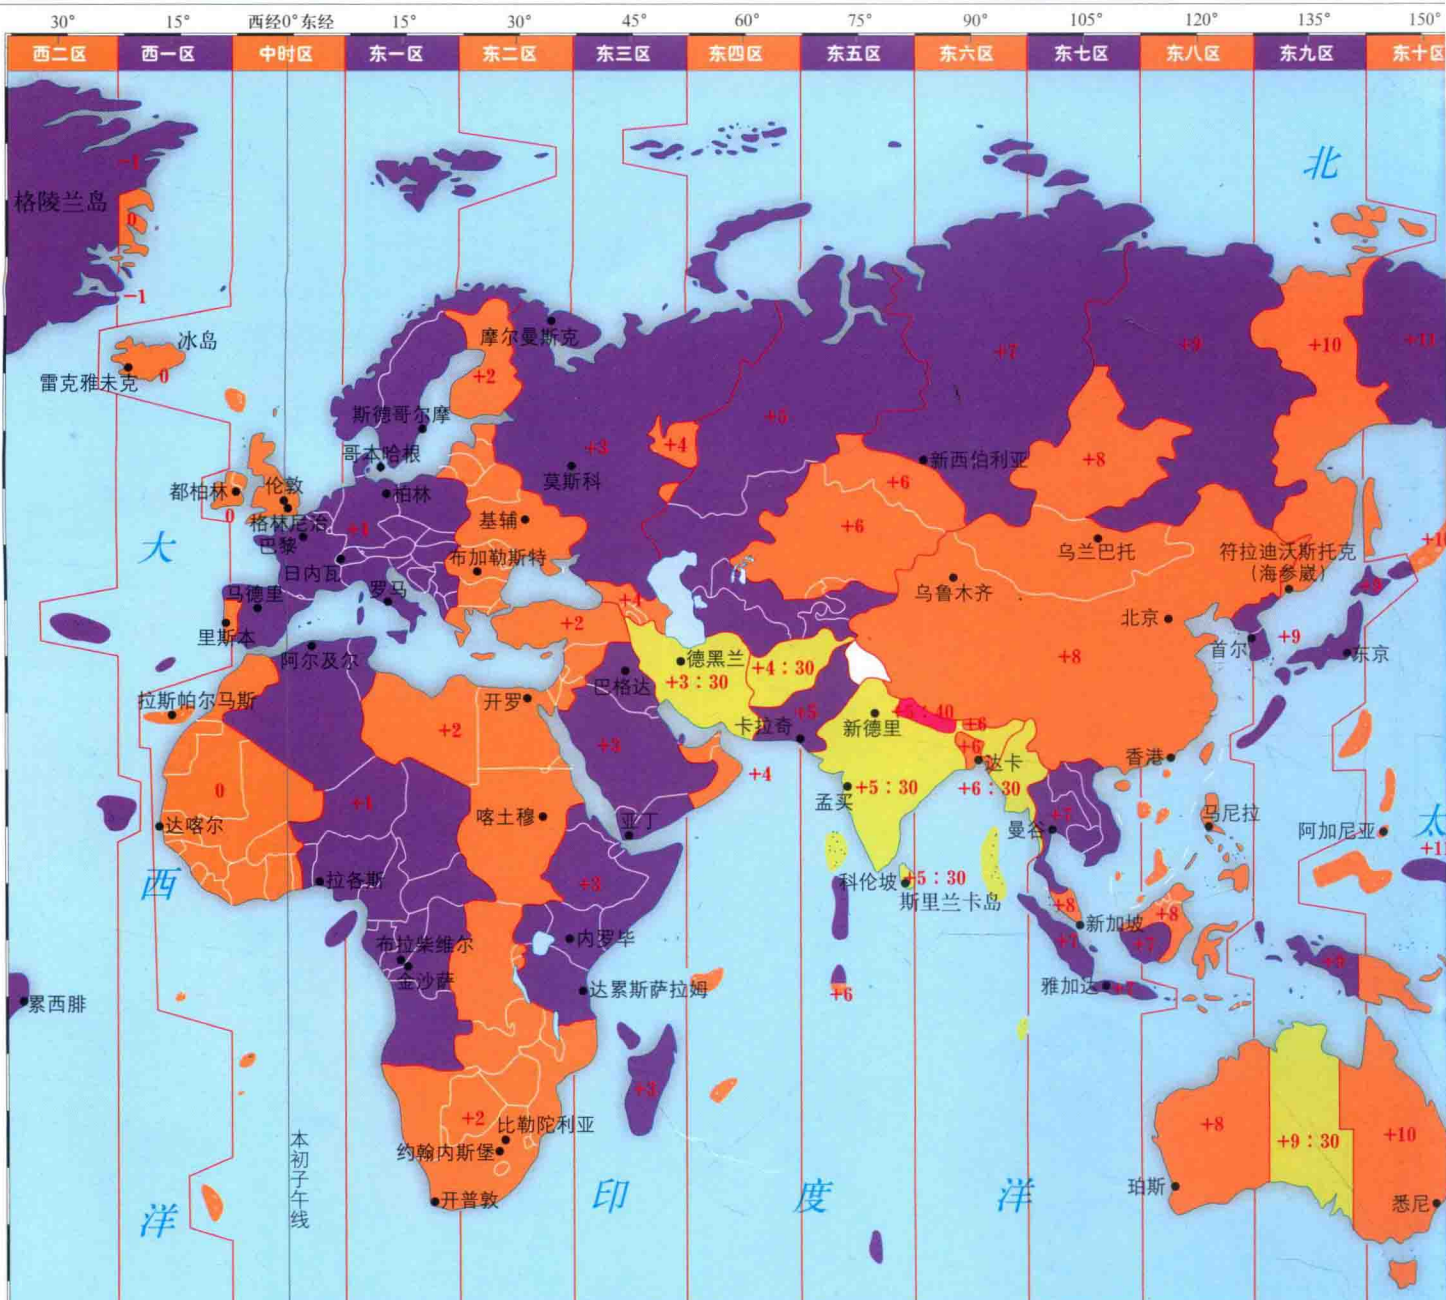 30° 15° 西经0°东经 15° 30° 45° 60° 75° 90° 105° 120° 135° 150°
西二区 西一区 中时区 东一区 东二区 东三区 东四区 东五区 东六区 东七区 东八区 东九区 东十区
北
-1
格陵兰岛
0
-1
冰岛
雷克雅未克
0
摩尔曼斯克
+2
+7
+9
+10
+11
斯德哥尔摩
+3
+4
+5
哥本哈根
莫斯科
新西伯利亚
+8
都柏林
伦敦
柏林
+6
0
格林尼治
+1
基辅
+6
大
巴黎
布加勒斯特
乌兰巴托
符拉迪沃斯托克
(海参崴)
+10
日内瓦
马德里
罗马
+4
乌鲁木齐
+9
里斯本
+2
北京
首尔
+9
东京
阿尔及尔
德黑兰
+3:30
+4:30
+8
巴格达
拉斯帕尔马斯
开罗
+2
卡拉奇
+5
新德里
+5:40
+6
+6
达卡
香港
+3
+4
0
+1
孟买
+5:30
+6:30
达喀尔
喀土穆
亚丁
曼谷
+7
马尼拉
阿加尼亚
太
+11
西
拉各斯
+3
科伦坡
+5:30
斯里兰卡岛
+8
新加坡
+8
布拉柴维尔
内罗毕
+7
+7
金沙萨
+9
累西腓
达累斯萨拉姆
+6
雅加达
+7
+3
+2
比勒陀利亚
+8
+9:30
+10
本初子午线
约翰内斯堡
开普敦
珀斯
悉尼
洋
印
度
洋